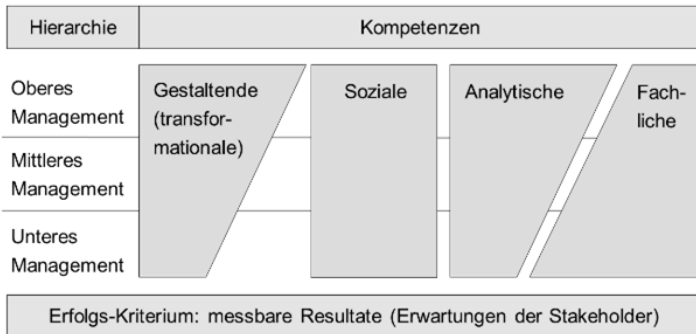 Hierarchie
Kompetenzen
Oberes
Management
Gestaltende
(transfor-
mationale)
Soziale
Analytische
Fach-
liche
Mittleres
Management
Unteres
Management
Erfolgs-Kriterium: messbare Resultate (Erwartungen der Stakeholder)